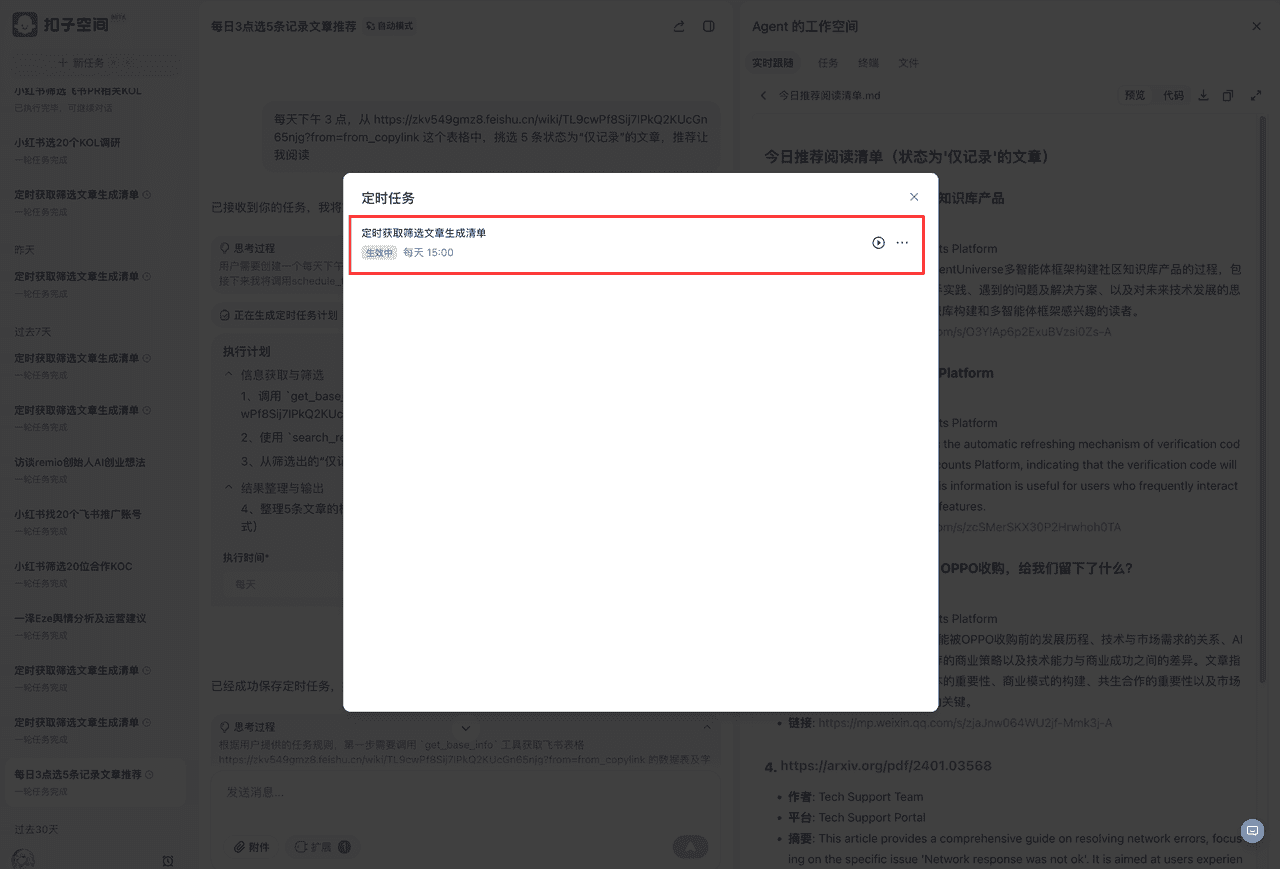 扣子空间 BETA
+ 新任务
小红书筛选飞书PR相关KOL
已执行完毕，可继续对话
小红书选20个KOL调研
一轮任务完成
定时获取筛选文章生成清单
一轮任务完成
昨天
定时获取筛选文章生成清单
一轮任务完成
过去7天
定时获取筛选文章生成清单
一轮任务完成
定时获取筛选文章生成清单
一轮任务完成
访谈remio创始人AI创业想法
一轮任务完成
小红书找20个飞书推广账号
一轮任务完成
小红书筛选20位合作KOC
一轮任务完成
一泽Eze舆情分析及运营建议
一轮任务完成
定时获取筛选文章生成清单
一轮任务完成
定时获取筛选文章生成清单
一轮任务完成
每日3点选5条记录文章推荐
一轮任务完成
过去30天
每日3点选5条记录文章推荐 自动模式
每天下午 3 点，从 https://zkv549gmz8.feishu.cn/wiki/TL9cwPf8Sij7IPkQ2KUcGn
65njg?from=from_copylink 这个表格中，挑选 5 条状态为“仅记录”的文章，推荐让
我阅读
已接收到你的任务，我将
思考过程
用户需要创建一个每天下午
接下来我将调用schedule_
正在生成定时任务计划
执行计划
信息获取与筛选
1、调用 `get_base_
wPf8Sij7IPkQ2KUc
2、使用 `search_re
3、从筛选出的“仅记
结果整理与输出
4、整理5条文章的
式）
执行时间*
每天
已经成功保存定时任务，
思考过程
根据用户提供的任务规划，第一步需要调用 `get_base_info` 工具获取飞书表格
https://zkv549gmz8.feishu.cn/wiki/TL9cwPf8Sij7IPkQ2KUcGn65njg?from=from_copylink 的数据表及字
发送消息...
附件 扩展 1
定时任务
定时获取筛选文章生成清单
生效中 每天 15:00
Agent 的工作空间
实时跟随 任务 终端 文件
今日推荐阅读清单.md
预览 代码
今日推荐阅读清单（状态为'仅记录'的文章）
知识库产品
ts Platform
entUniverse多智能体框架构建社区知识库产品的过程，包
实践、遇到的问题及解决方案、以及对未来技术发展的思
库构建和多智能体框架感兴趣的读者。
om/s/O3YlAp6p2ExuBVzsi0Zs-A
Platform
ts Platform
the automatic refreshing mechanism of verification cod
counts Platform, indicating that the verification code will
is information is useful for users who frequently interact
features.
om/s/zcSMerSKX30P2Hrwhoh0TA
OPPO收购，给我们留下了什么？
ts Platform
能被OPPO收购前的发展历程、技术与市场需求的关系、AI
的商业策略以及技术能力与商业成功之间的差异。文章指
的重要性、商业模式的构建、共生合作的重要性以及市场
关键。
• 链接: https://mp.weixin.qq.com/s/zjaJnw064WU2jf-Mmk3j-A
4. https://arxiv.org/pdf/2401.03568
• 作者: Tech Support Team
• 平台: Tech Support Portal
• 摘要: This article provides a comprehensive guide on resolving network errors, focus
ing on the specific issue 'Network response was not ok'. It is aimed at users experien